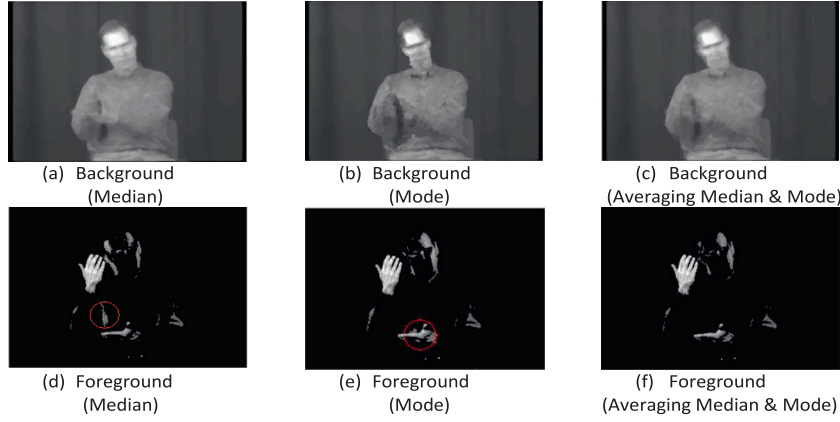 (a) Background
(Median)
(b) Background
(Mode)
(c) Background
(Averaging Median & Mode)
(d) Foreground
(Median)
(e) Foreground
(Mode)
(f) Foreground
(Averaging Median & Mode)